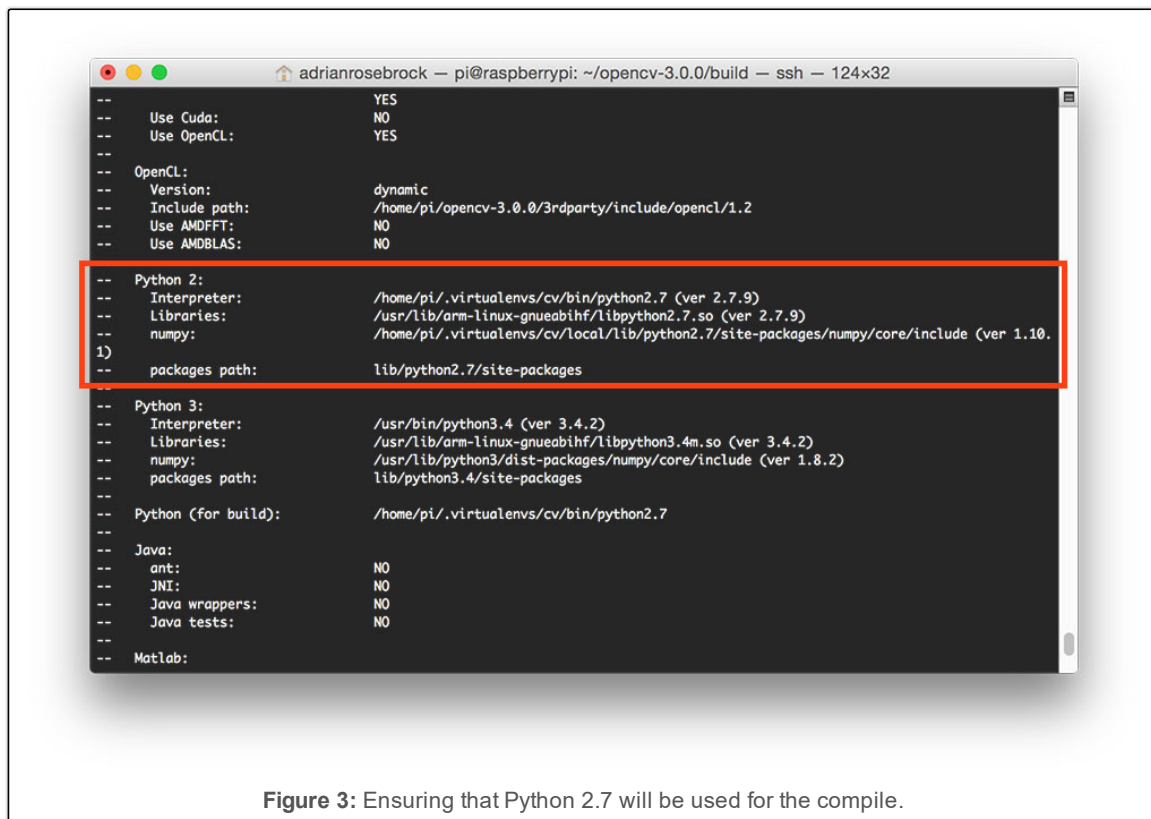 adrianrosebrock — pi@raspberrypi: ~/opencv-3.0.0/build — ssh — 124×32
-- YES
-- Use Cuda: NO
-- Use OpenCL: YES
--
-- OpenCL:
-- Version: dynamic
-- Include path: /home/pi/opencv-3.0.0/3rdparty/include/opencl/1.2
-- Use AMDFFT: NO
-- Use AMDBLAS: NO
--
-- Python 2:
-- Interpreter: /home/pi/.virtualenvs/cv/bin/python2.7 (ver 2.7.9)
-- Libraries: /usr/lib/arm-linux-gnueabihf/libpython2.7.so (ver 2.7.9)
-- numpy: /home/pi/.virtualenvs/cv/local/lib/python2.7/site-packages/numpy/core/include (ver 1.10.
1)
-- packages path: lib/python2.7/site-packages
--
-- Python 3:
-- Interpreter: /usr/bin/python3.4 (ver 3.4.2)
-- Libraries: /usr/lib/arm-linux-gnueabihf/libpython3.4m.so (ver 3.4.2)
-- numpy: /usr/lib/python3/dist-packages/numpy/core/include (ver 1.8.2)
-- packages path: lib/python3.4/site-packages
--
-- Python (for build): /home/pi/.virtualenvs/cv/bin/python2.7
--
-- Java:
-- ant: NO
-- JNI: NO
-- Java wrappers: NO
-- Java tests: NO
--
-- Matlab:
Figure 3: Ensuring that Python 2.7 will be used for the compile.